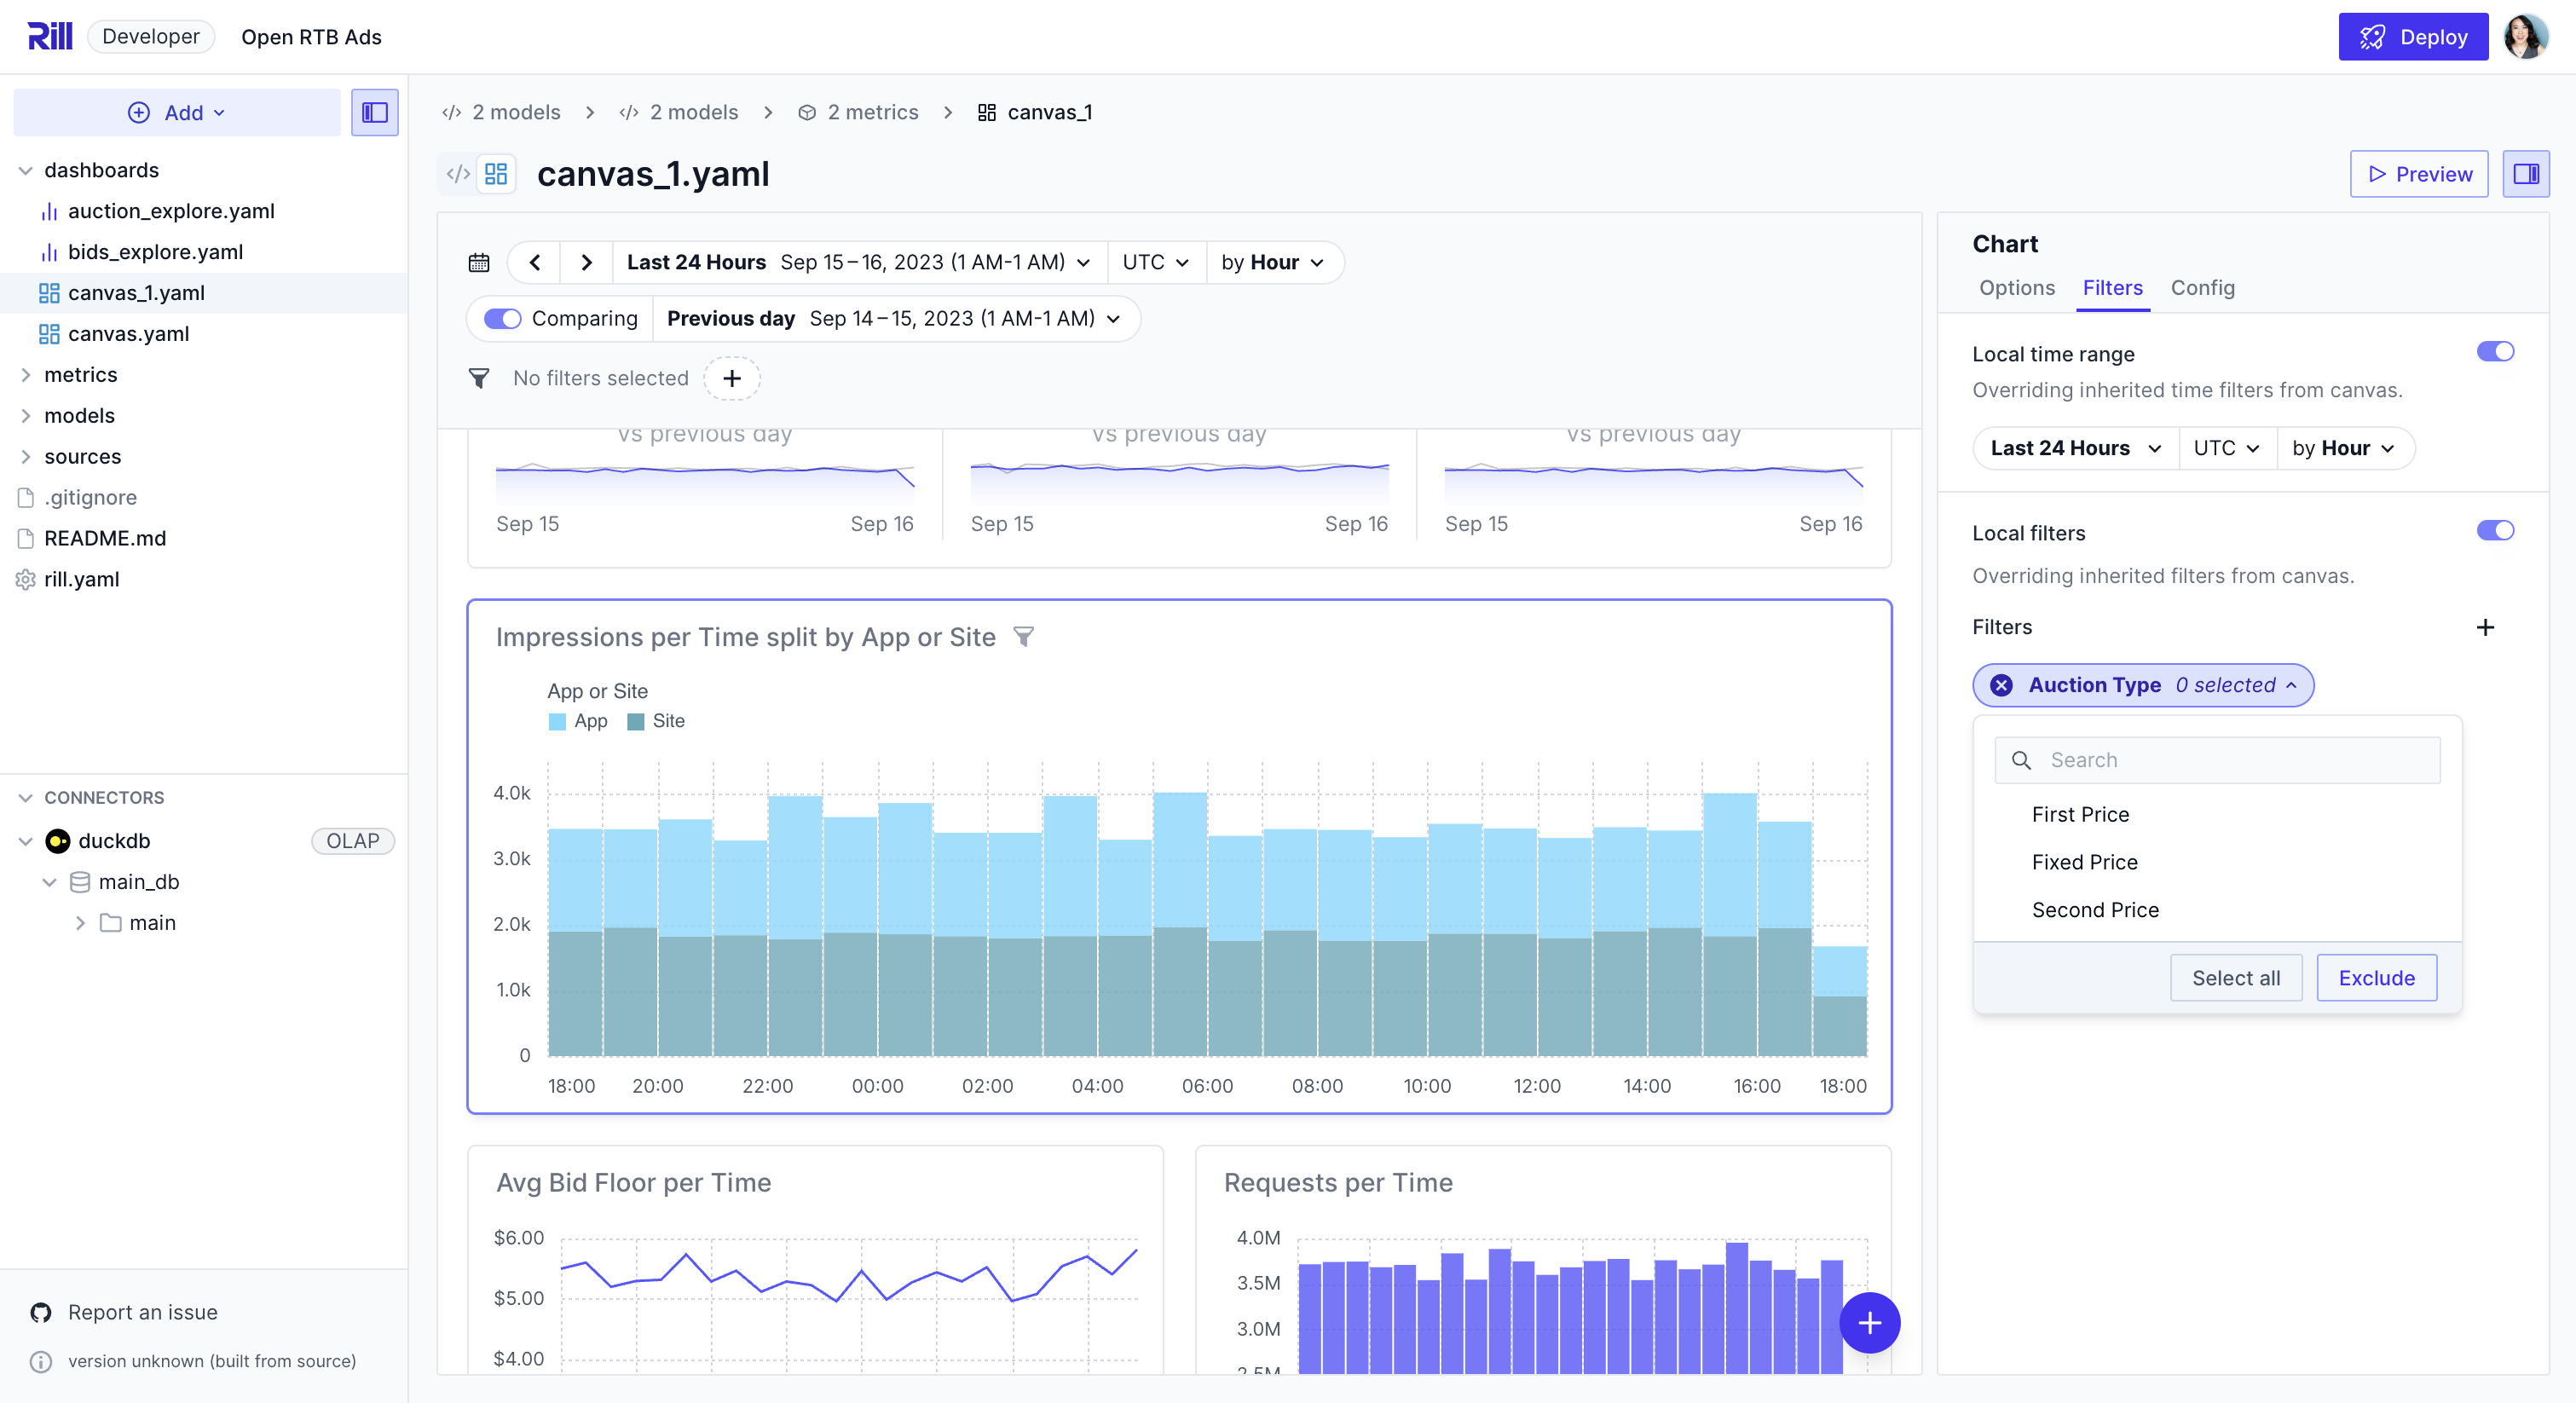 Rill Developer Open RTB Ads Deploy
Add
dashboards
auction_explore.yaml
bids_explore.yaml
canvas_1.yaml
canvas.yaml
metrics
models
sources
.gitignore
README.md
rill.yaml
CONNECTORS
duckdb OLAP
main_db
main
Report an issue
version unknown (built from source)
2 models 2 models 2 metrics canvas_1
canvas_1.yaml
Preview
Last 24 Hours Sep 15 – 16, 2023 (1 AM-1 AM) UTC by Hour
Comparing Previous day Sep 14 – 15, 2023 (1 AM-1 AM)
No filters selected
vs previous day vs previous day vs previous day
Sep 15 Sep 16 Sep 15 Sep 16 Sep 15 Sep 16
Impressions per Time split by App or Site
App or Site
App Site
4.0k
3.0k
2.0k
1.0k
0
18:00 20:00 22:00 00:00 02:00 04:00 06:00 08:00 10:00 12:00 14:00 16:00 18:00
Avg Bid Floor per Time
$6.00
$5.00
$4.00
Requests per Time
4.0M
3.5M
3.0M
2.5M
Chart
Options Filters Config
Local time range
Overriding inherited time filters from canvas.
Last 24 Hours UTC by Hour
Local filters
Overriding inherited filters from canvas.
Filters
Auction Type 0 selected
Search
First Price
Fixed Price
Second Price
Select all Exclude